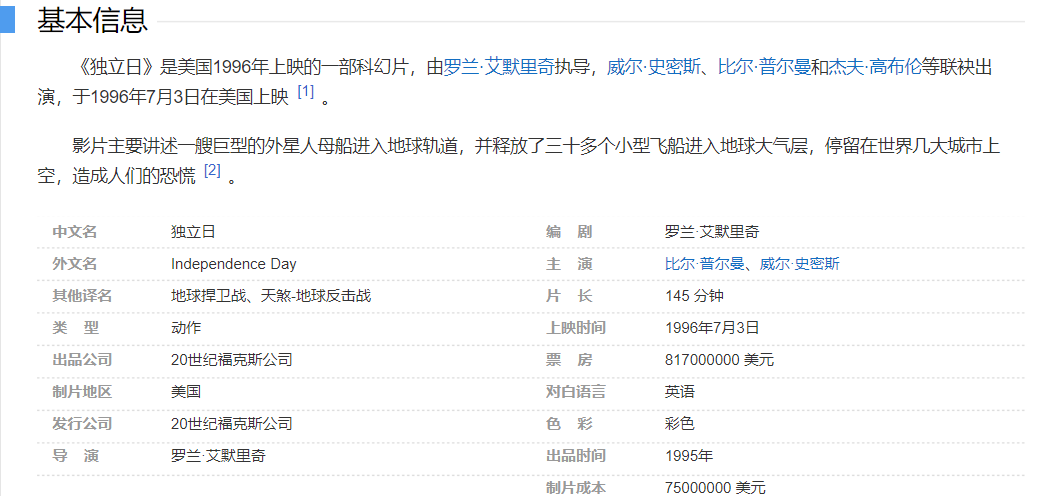 基本信息
《独立日》是美国1996年上映的一部科幻片，由罗兰·艾默里奇执导，威尔·史密斯、比尔·普尔曼和杰夫·高布伦等联袂出
演，于1996年7月3日在美国上映 [1] 。
影片主要讲述一艘巨型的外星人母船进入地球轨道，并释放了三十多个小型飞船进入地球大气层，停留在世界几大城市上
空，造成人们的恐慌 [2] 。
中文名 独立日 编 剧 罗兰·艾默里奇
外文名 Independence Day 主 演 比尔·普尔曼、威尔·史密斯
其他译名 地球捍卫战、天煞-地球反击战 片 长 145 分钟
类 型 动作 上映时间 1996年7月3日
出品公司 20世纪福克斯公司 票 房 817000000 美元
制片地区 美国 对白语言 英语
发行公司 20世纪福克斯公司 色 彩 彩色
导 演 罗兰·艾默里奇 出品时间 1995年
制片成本 75000000 美元